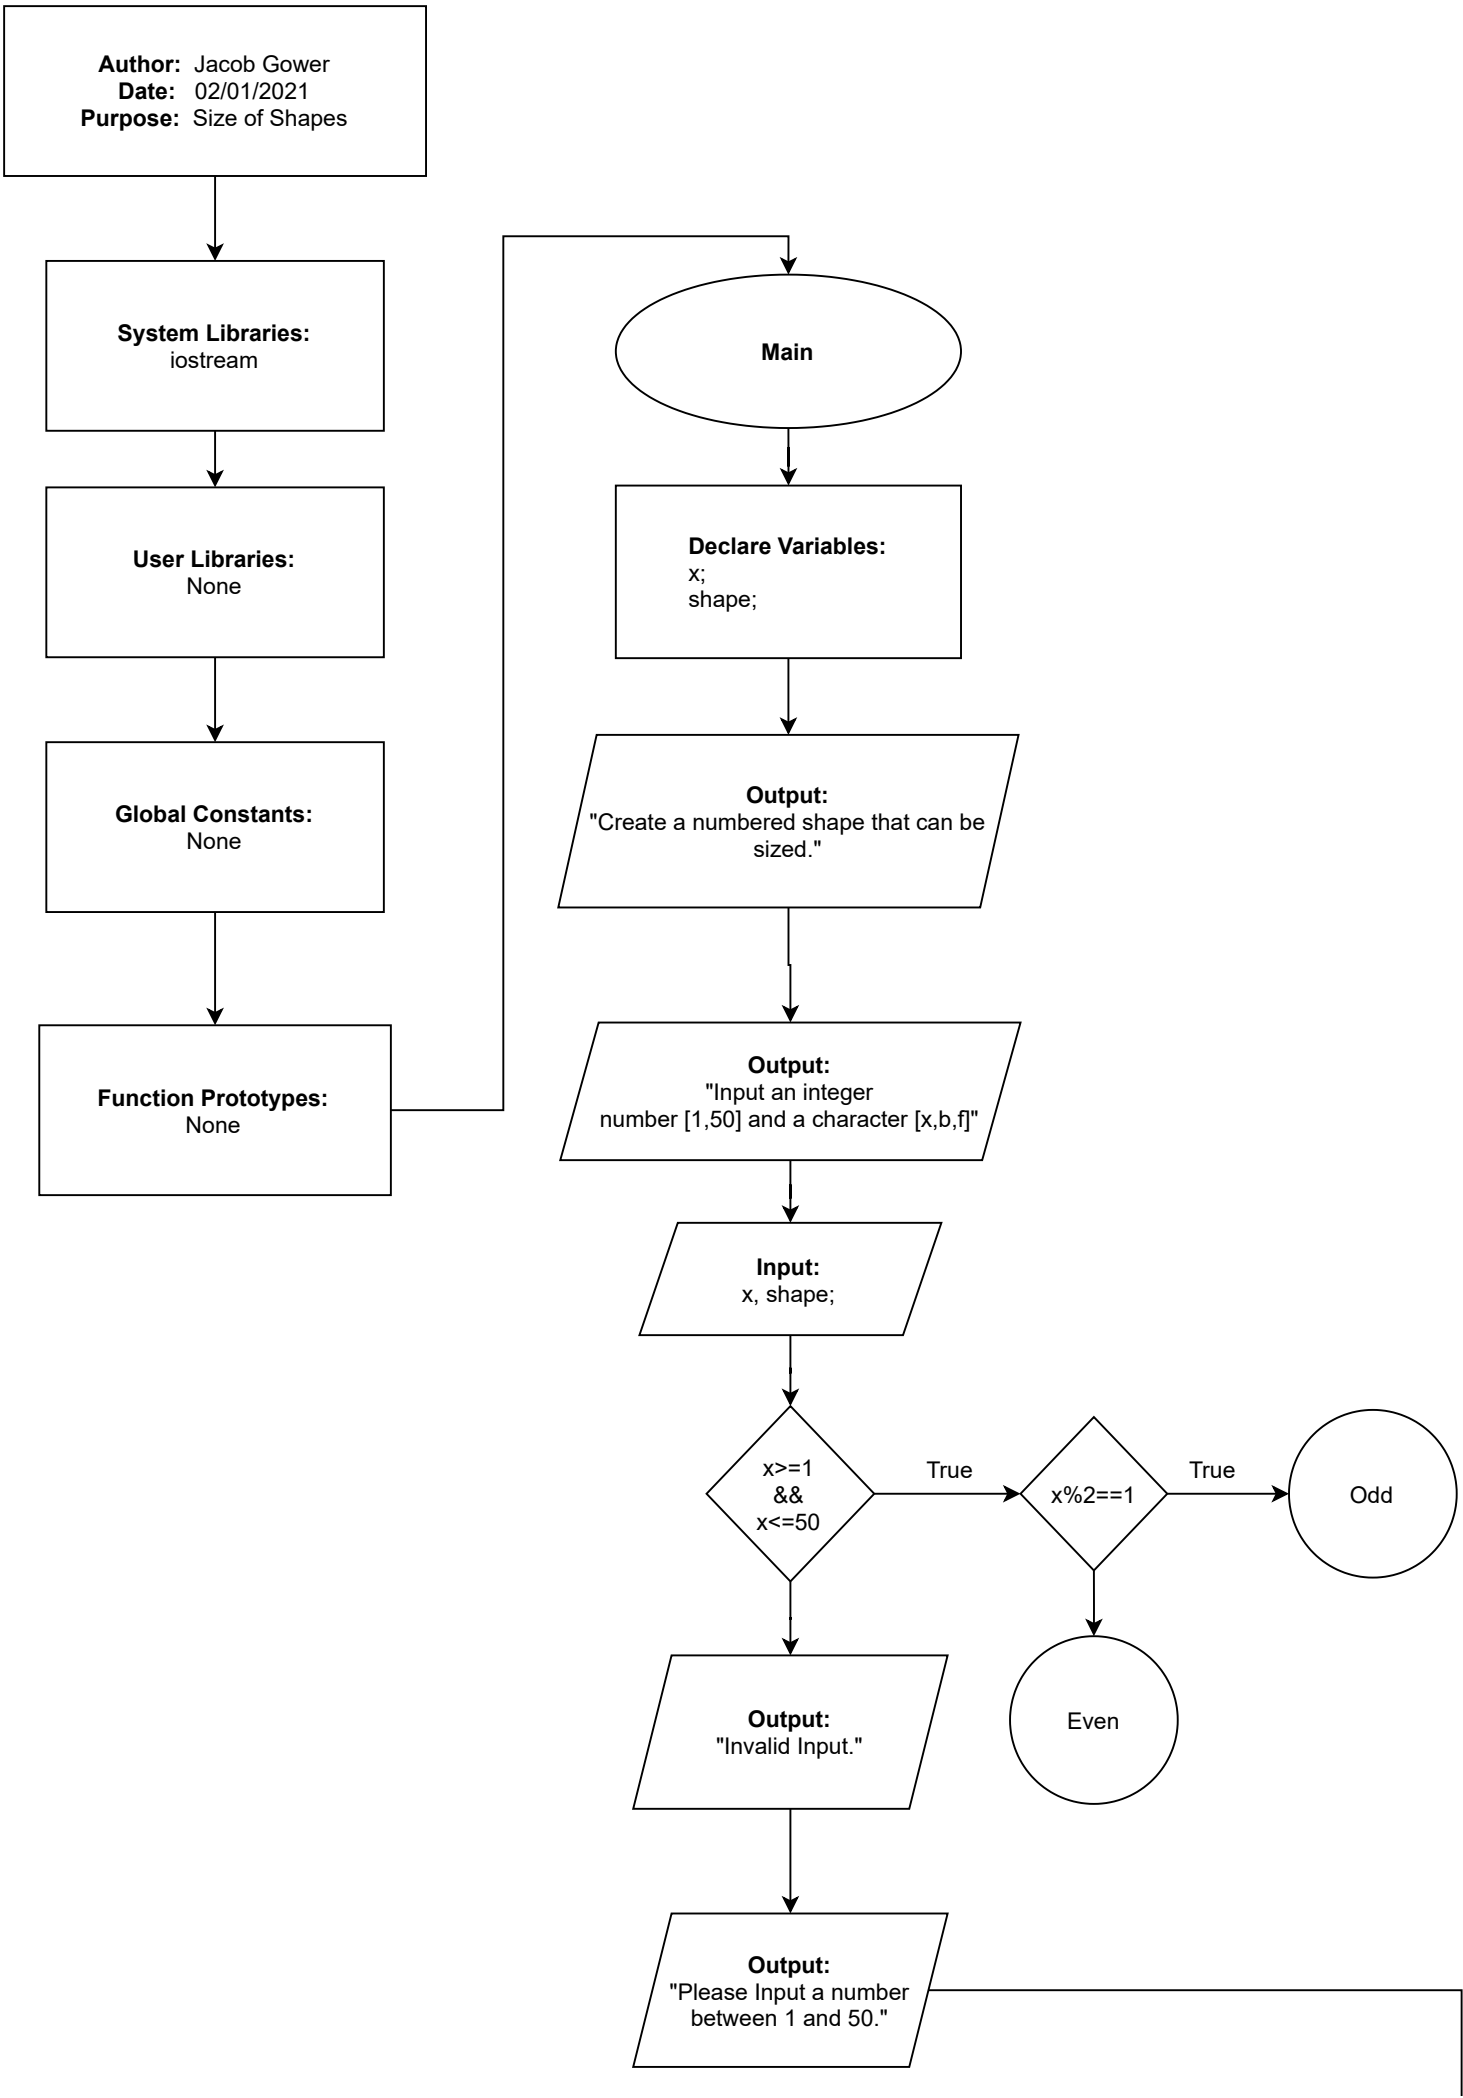 Author: Jacob Gower
Date: 02/01/2021
Purpose: Size of Shapes
System Libraries:
iostream
User Libraries:
None
Global Constants:
None
Function Prototypes:
None
Main
Declare Variables:
x;
shape;
Output:
"Create a numbered shape that can be
sized."
Output:
"Input an integer
number [1,50] and a character [x,b,f]"
Input:
x, shape;
x>=1
&&
x<=50
True
x%2==1
True
Odd
Even
Output:
"Invalid Input."
Output:
"Please Input a number
between 1 and 50."